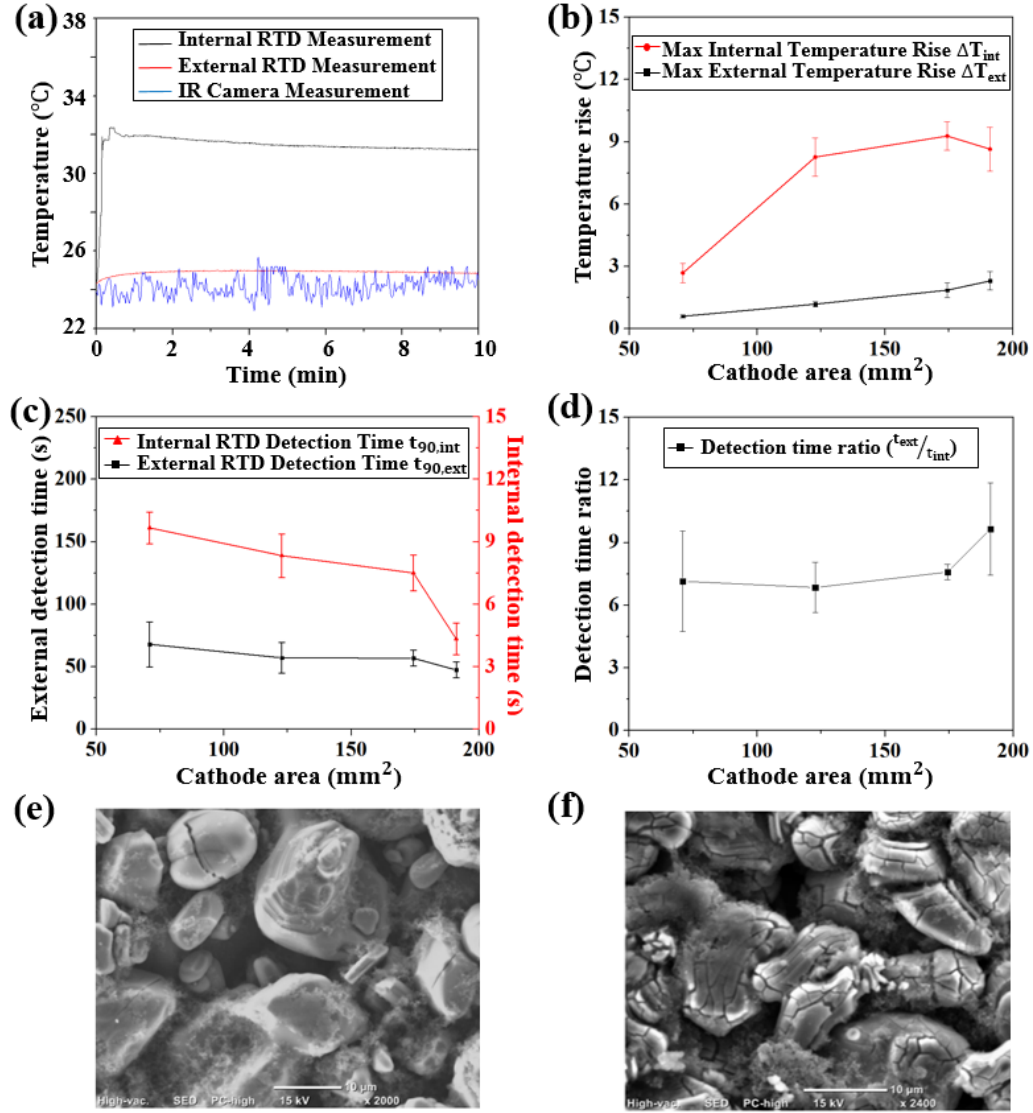 (a)
38
36
32
30
26
24
22
Temperature (°C)
Internal RTD Measurement
External RTD Measurement
IR Camera Measurement
0
2
4
6
8
10
Time (min)
(b)
15
12
9
6
3
0
Temperature rise (°C)
Max Internal Temperature Rise ΔTint
Max External Temperature Rise ΔText
50
100
150
200
Cathode area (mm²)
(c)
250
200
150
100
50
0
External detection time (s)
Internal RTD Detection Time t90,int
External RTD Detection Time t90,ext
15
12
9
6
3
0
Internal detection time (s)
50
100
150
200
Cathode area (mm²)
(d)
15
12
9
6
3
0
Detection time ratio
Detection time ratio (text/tint)
50
100
150
200
Cathode area (mm²)
(e)
10 µm
High-vac. SED PC-high 15 kV x 2000
(f)
10 µm
High-vac. SED PC-high 15 kV x 2400